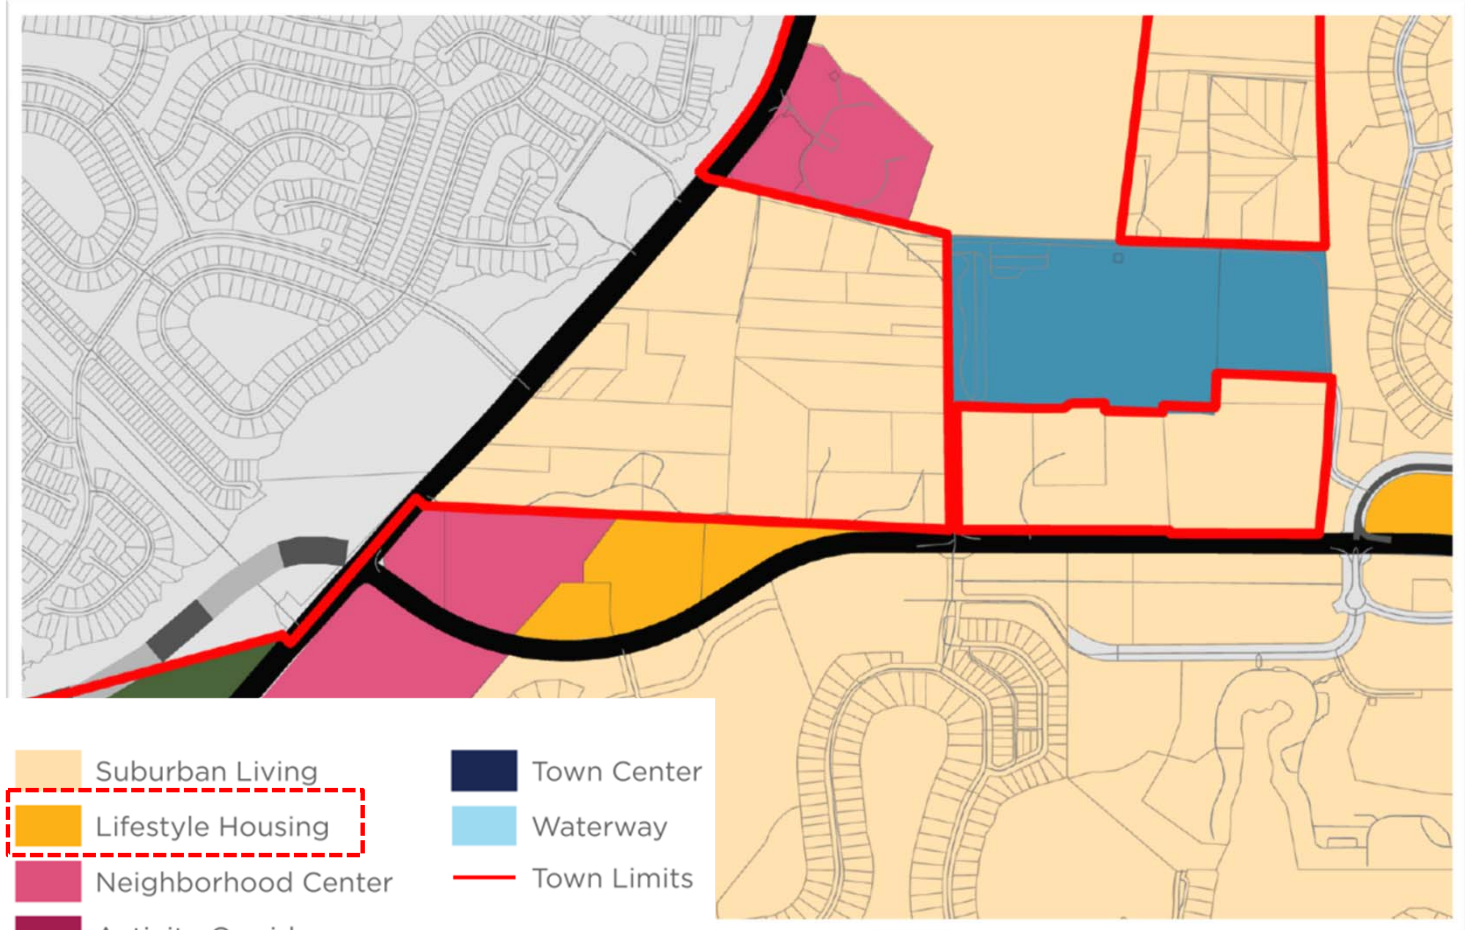 Suburban Living
Lifestyle Housing
Neighborhood Center
Town Center
Waterway
Town Limits